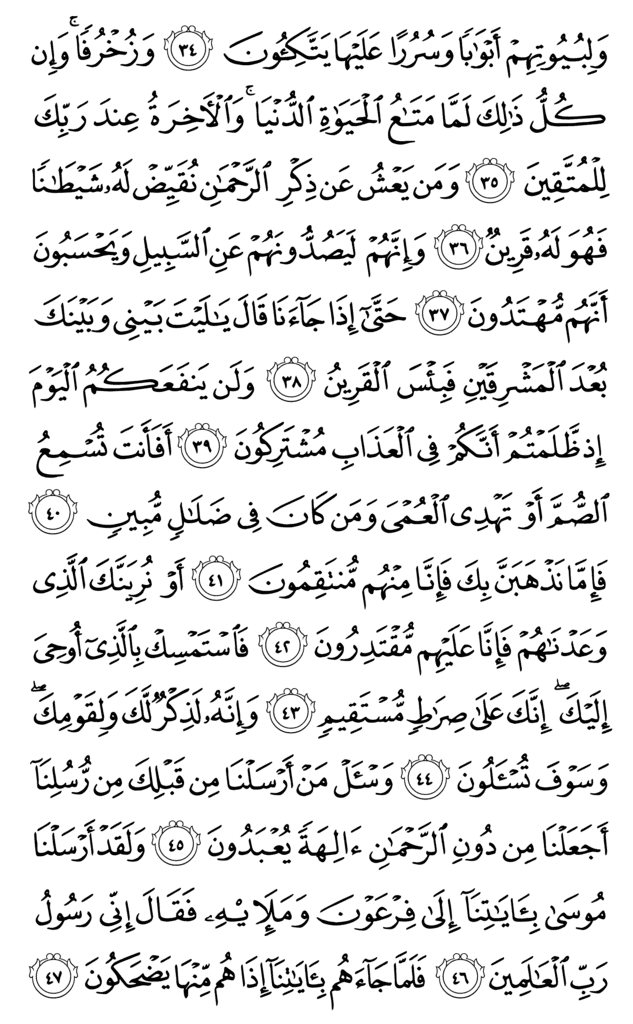 وَلِبُيُوتِهِمۡ أَبۡوَٰبٗا وَسُرُرًا عَلَيۡهَا يَتَّكِـُٔونَ ٣٤ وَزُخۡرُفٗاۚ وَإِن
كُلُّ ذَٰلِكَ لَمَّا مَتَٰعُ ٱلۡحَيَوٰةِ ٱلدُّنۡيَاۚ وَٱلۡأٓخِرَةُ عِندَ رَبِّكَ
لِلۡمُتَّقِينَ ٣٥ وَمَن يَعۡشُ عَن ذِكۡرِ ٱلرَّحۡمَٰنِ نُقَيِّضۡ لَهُۥ شَيۡطَٰنٗا
فَهُوَ لَهُۥ قَرِينٞ ٣٦ وَإِنَّهُمۡ لَيَصُدُّونَهُمۡ عَنِ ٱلسَّبِيلِ وَيَحۡسَبُونَ
أَنَّهُم مُّهۡتَدُونَ ٣٧ حَتَّىٰٓ إِذَا جَآءَنَا قَالَ يَٰلَيۡتَ بَيۡنِي وَبَيۡنَكَ
بُعۡدَ ٱلۡمَشۡرِقَيۡنِ فَبِئۡسَ ٱلۡقَرِينُ ٣٨ وَلَن يَنفَعَكُمُ ٱلۡيَوۡمَ
إِذ ظَّلَمۡتُمۡ أَنَّكُمۡ فِي ٱلۡعَذَابِ مُشۡتَرِكُونَ ٣٩ أَفَأَنتَ تُسۡمِعُ
ٱلصُّمَّ أَوۡ تَهۡدِي ٱلۡعُمۡيَ وَمَن كَانَ فِي ضَلَٰلٖ مُّبِينٖ ٤٠
فَإِمَّا نَذۡهَبَنَّ بِكَ فَإِنَّا مِنۡهُم مُّنتَقِمُونَ ٤١ أَوۡ نُرِيَنَّكَ ٱلَّذِي
وَعَدۡنَٰهُمۡ فَإِنَّا عَلَيۡهِم مُّقۡتَدِرُونَ ٤٢ فَٱسۡتَمۡسِكۡ بِٱلَّذِيٓ أُوحِيَ
إِلَيۡكَۖ إِنَّكَ عَلَىٰ صِرَٰطٖ مُّسۡتَقِيمٖ ٤٣ وَإِنَّهُۥ لَذِكۡرٞ لَّكَ وَلِقَوۡمِكَۖ
وَسَوۡفَ تُسۡـَٔلُونَ ٤٤ وَسۡـَٔلۡ مَنۡ أَرۡسَلۡنَا مِن قَبۡلِكَ مِن رُّسُلِنَآ
أَجَعَلۡنَا مِن دُونِ ٱلرَّحۡمَٰنِ ءَالِهَةٗ يُعۡبَدُونَ ٤٥ وَلَقَدۡ أَرۡسَلۡنَا
مُوسَىٰ بِـَٔايَٰتِنَآ إِلَىٰ فِرۡعَوۡنَ وَمَلَإِيْهِۦ فَقَالَ إِنِّي رَسُولُ
رَبِّ ٱلۡعَٰلَمِينَ ٤٦ فَلَمَّا جَآءَهُم بِـَٔايَٰتِنَآ إِذَا هُم مِّنۡهَا يَضۡحَكُونَ ٤٧